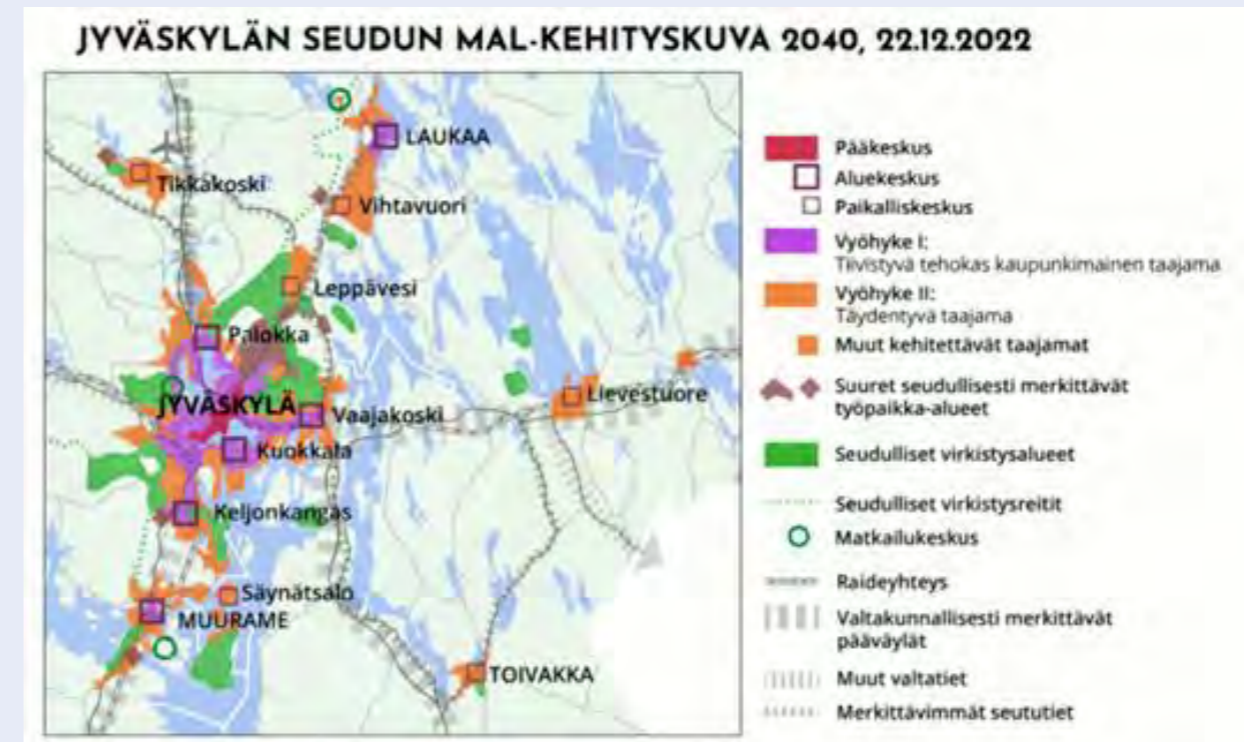 JYVÄSKYLÄN SEUDUN MAL-KEHITYSKUVA 2040, 22.12.2022
LAUKAA
Tikkakoski
Vihtavuori
Leppävesi
Palokka
Lievestuore
JYVÄSKYLÄ
Vaajakoski
Kuokkala
Keljonkangas
Säynätsalo
MUURAME
TOIVAKKA
Pääkeskus
Aluekeskus
Paikalliskeskus
Vyöhyke I:
Tiivistyvä tehokas kaupunkimainen taajama
Vyöhyke II:
Täydentyvä taajama
Muut kehitettävät taajamat
Suuret seudullisesti merkittävät
työpaikka-alueet
Seudulliset virkistysalueet
Seudulliset virkistysreitit
Matkailukeskus
Raideyhteys
Valtakunnallisesti merkittävät
pääväylät
Muut valtatiet
Merkittävimmät seututiet